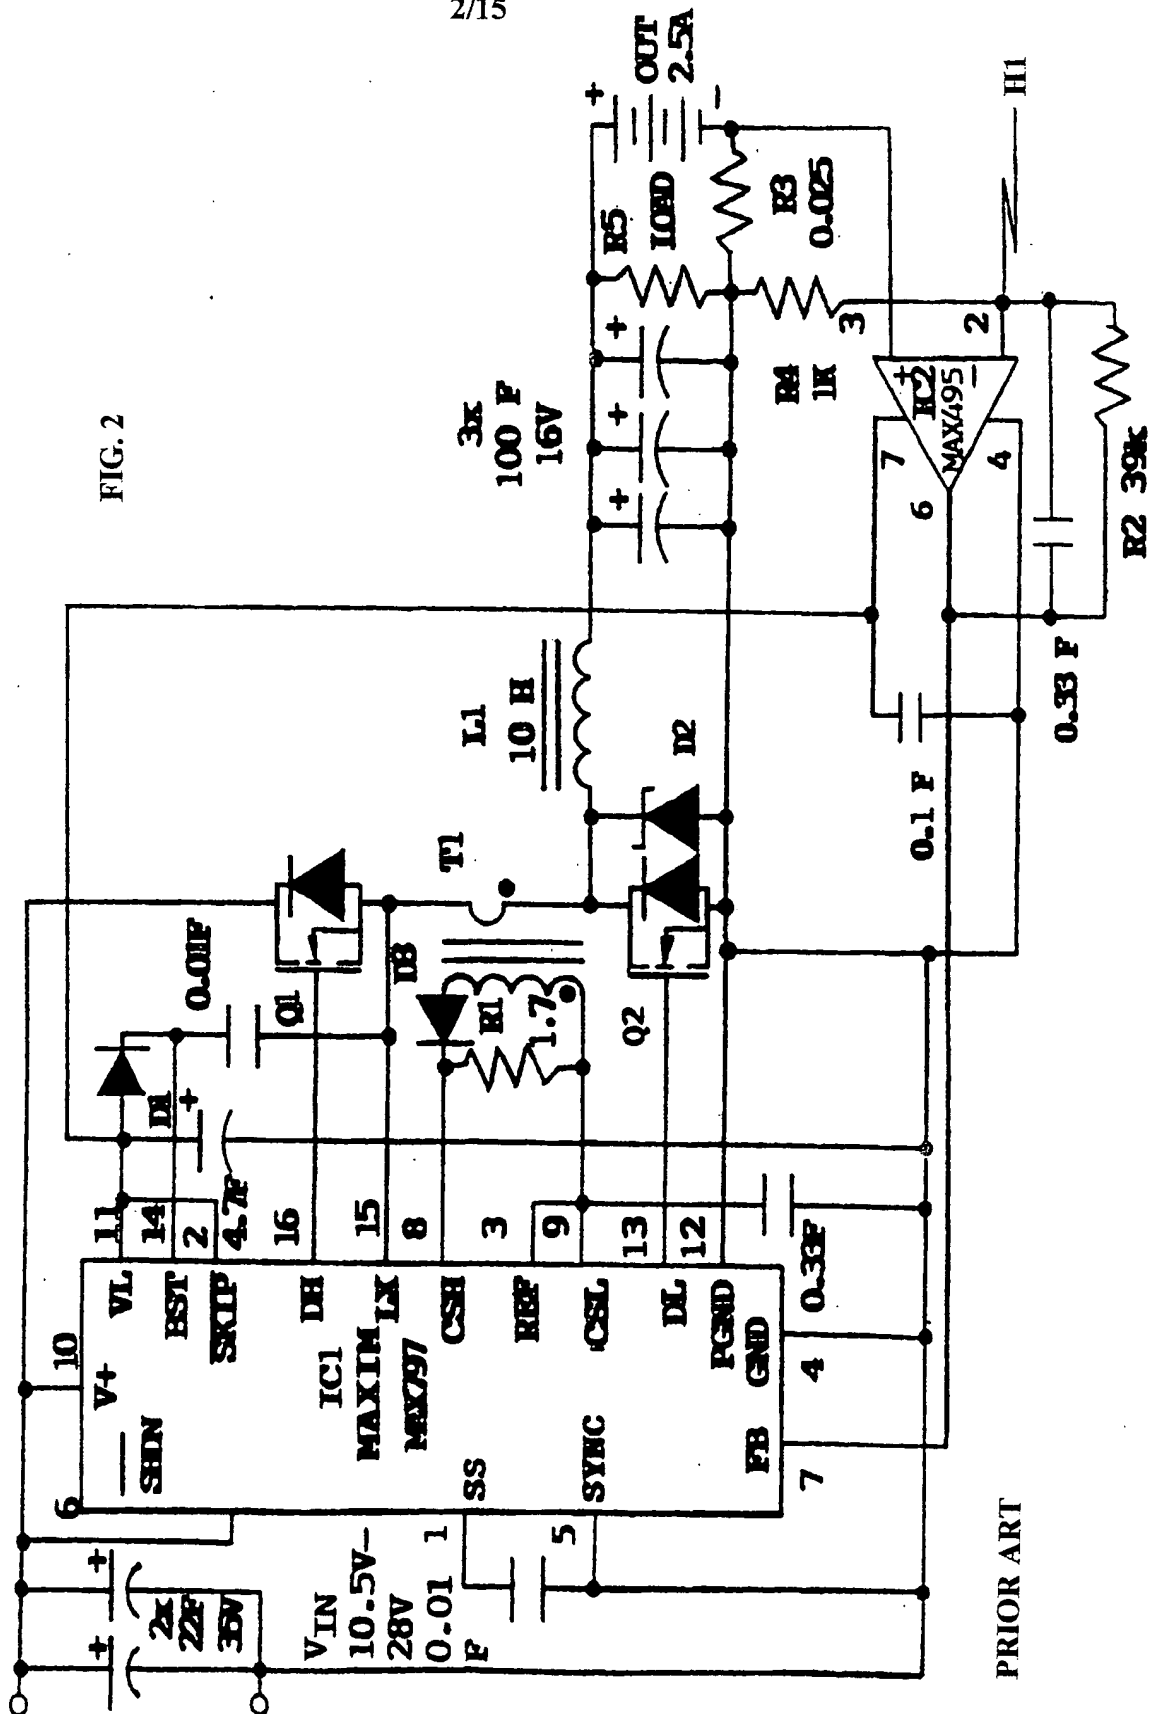 2/15
FIG. 2
PRIOR ART
VIN
10.5V–
28V
2x
22F
35V
0.01
F
6
10
SHDN
V+
VL
BST
SKIP
DH
LX
CSH
REF
CSL
DL
PGND
GND
FB
SS
SYNC
IC1
MAXIM
MAX797
11
14
2
16
15
8
3
9
13
12
4
7
1
5
4.7F
+
D1
0.01F
Q1
D3
R1
1.7
T1
Q2
D2
L1
10 H
3x
100 F
16V
+
+
+
R5
LOAD
OUT
2.5A
+
−
R3
0.025
R4
1K
3
2
7
4
6
+
IC2
MAX495
−
H1
R2 39k
0.33 F
0.1 F
0.33F
+
+